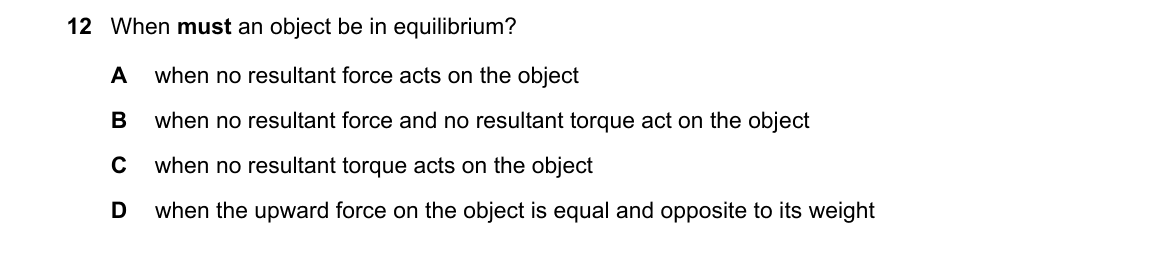 12 When must an object be in equilibrium?
A when no resultant force acts on the object
B when no resultant force and no resultant torque act on the object
C when no resultant torque acts on the object
D when the upward force on the object is equal and opposite to its weight